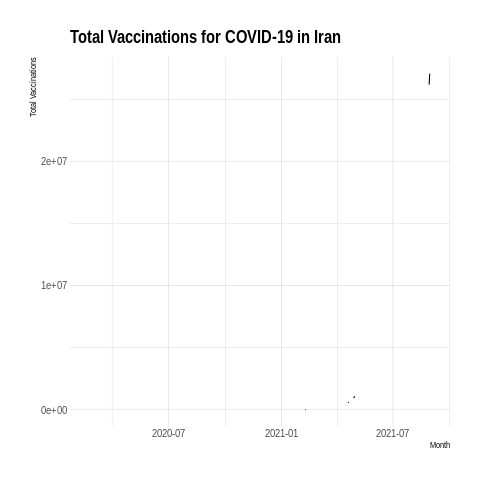 Total Vaccinations for COVID-19 in Iran
Total Vaccinations
2e+07
1e+07
0e+00
2020-07 2021-01 2021-07
Month